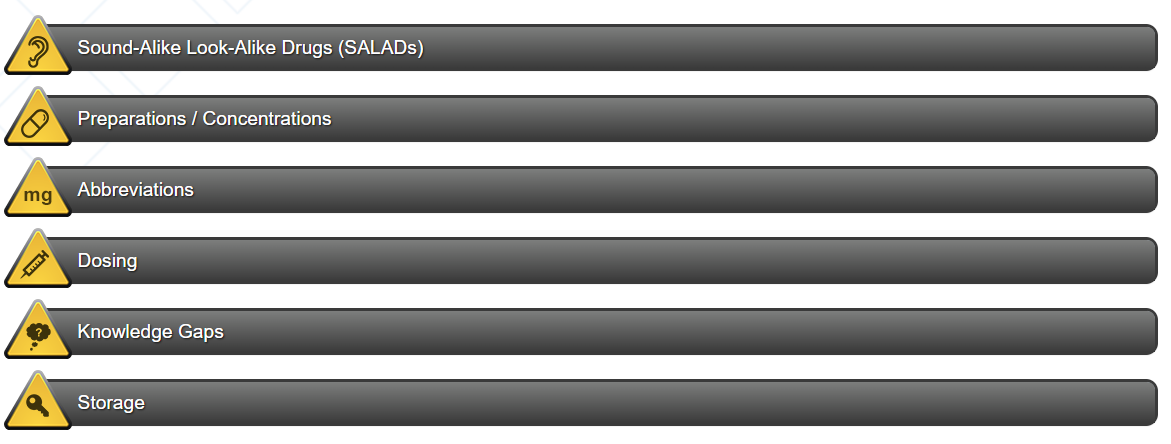 Sound-Alike Look-Alike Drugs (SALADs)
Preparations / Concentrations
mg Abbreviations
Dosing
? Knowledge Gaps
Storage